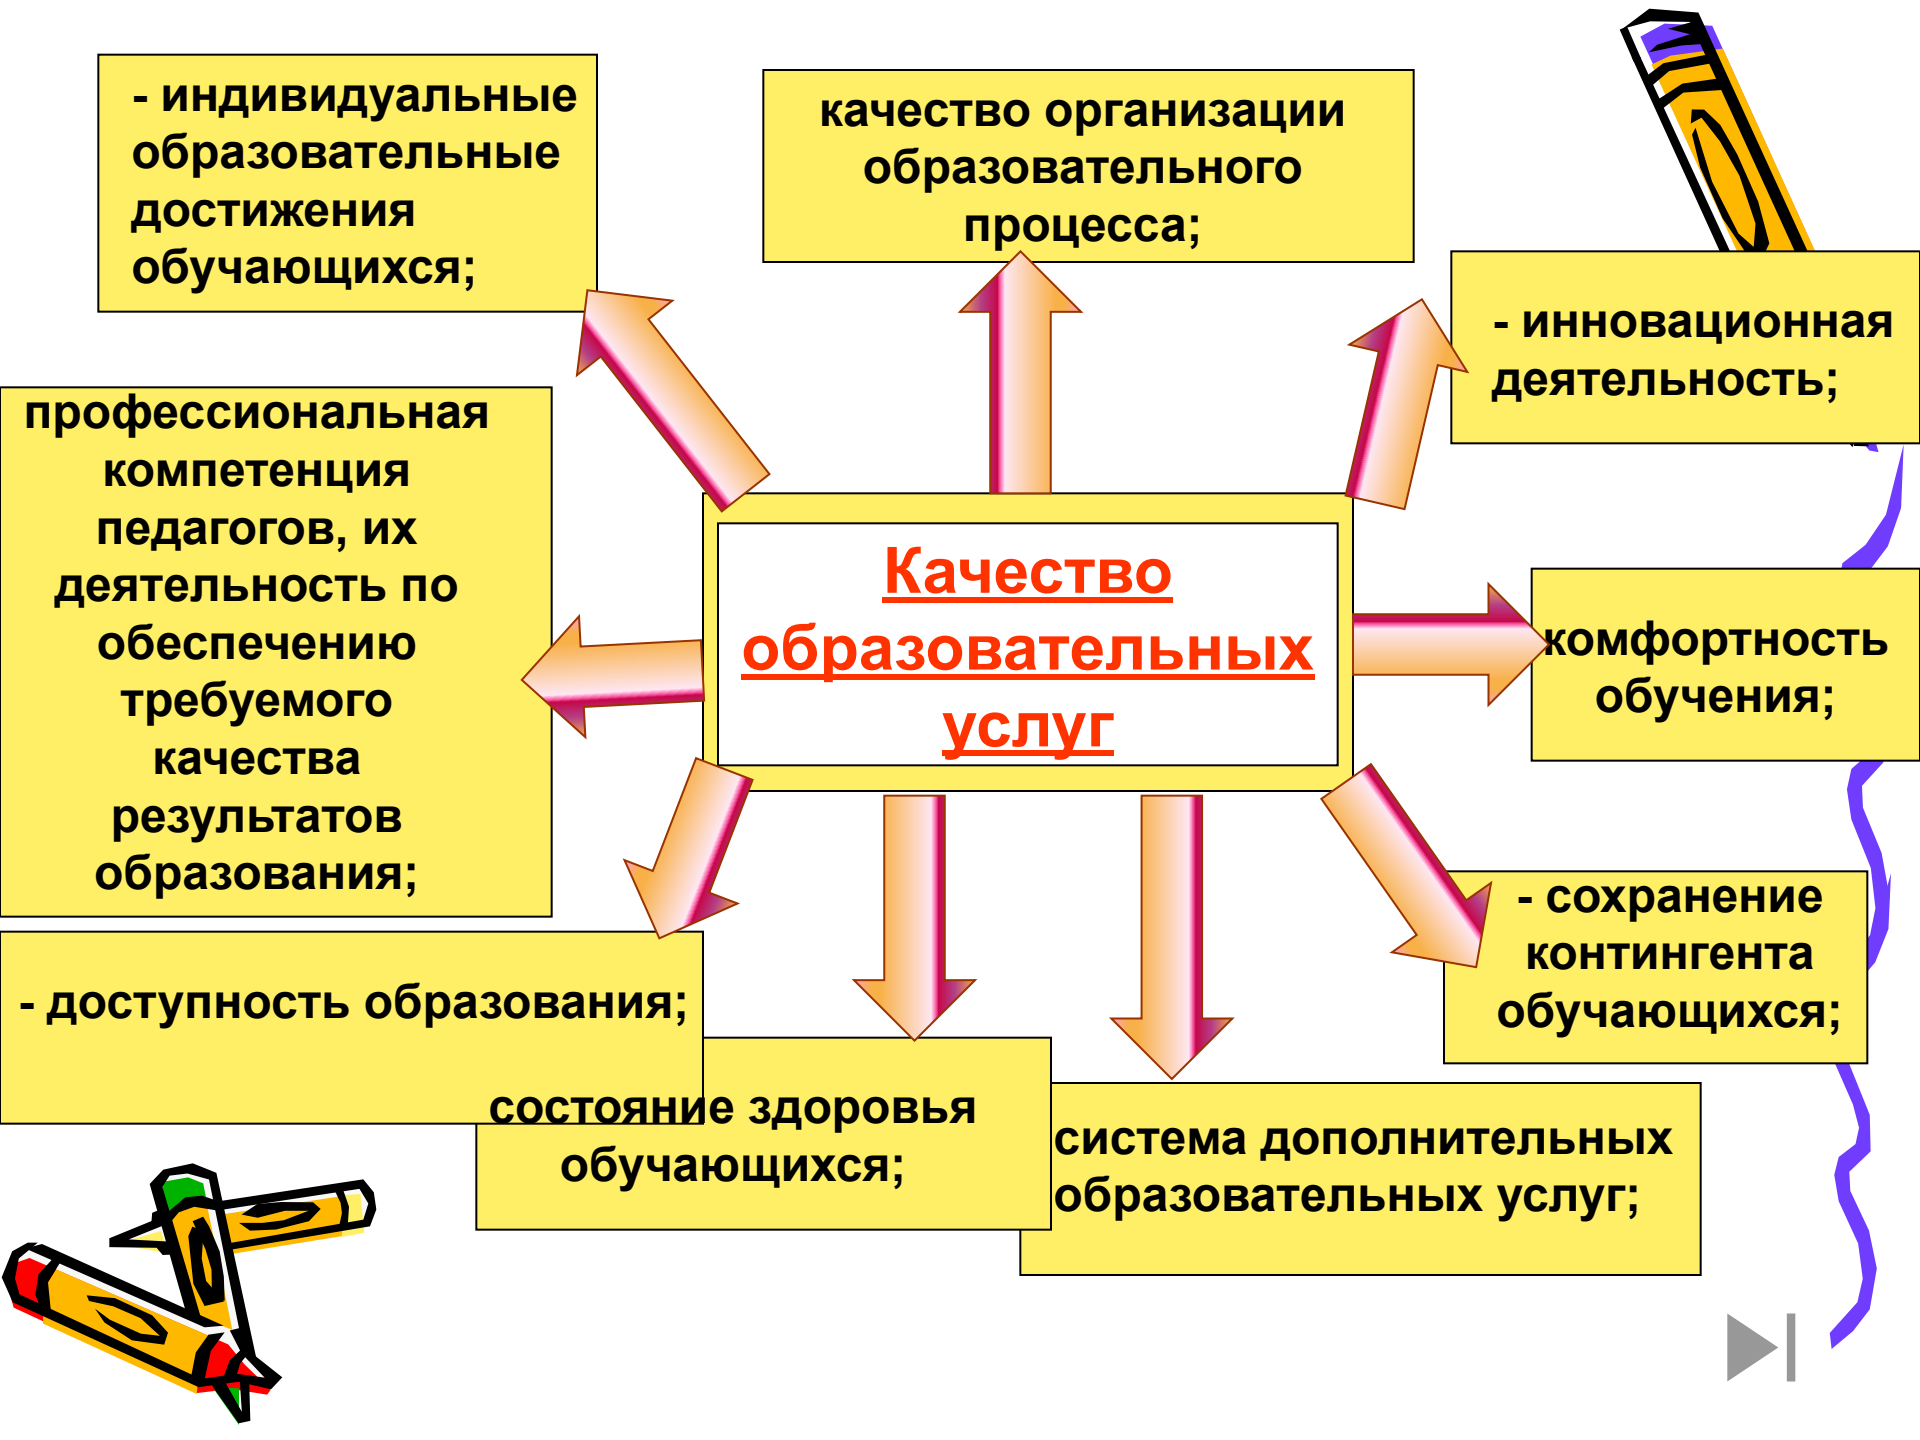 - индивидуальные
образовательные
достижения
обучающихся;
качество организации
образовательного
процесса;
- инновационная
деятельность;
профессиональная
компетенция
педагогов, их
деятельность по
обеспечению
требуемого
качества
результатов
образования;
Качество
образовательных
услуг
комфортность
обучения;
- сохранение
контингента
обучающихся;
- доступность образования;
состояние здоровья
обучающихся;
система дополнительных
образовательных услуг;